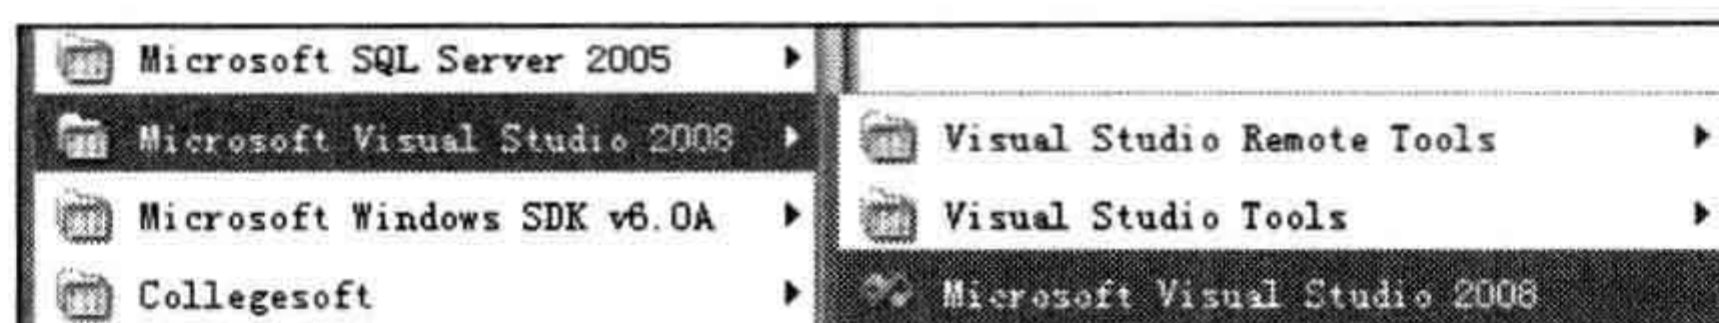 Microsoft SQL Server 2005
Microsoft Visual Studio 2008
Microsoft Windows SDK v6.0A
Collegesoft
Visual Studio Remote Tools
Visual Studio Tools
Microsoft Visual Studio 2008